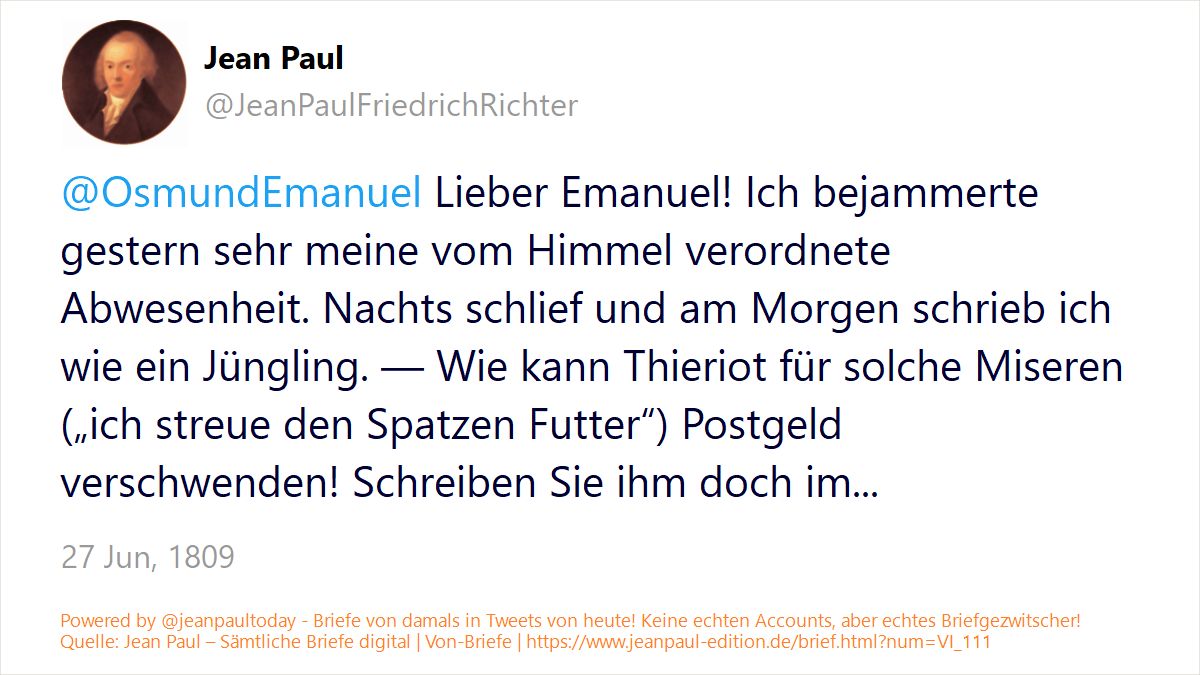 Jean Paul
@JeanPaulFriedrichRichter
@OsmundEmanuel Lieber Emanuel! Ich bejammerte
gestern sehr meine vom Himmel verordnete
Abwesenheit. Nachts schlief und am Morgen schrieb ich
wie ein Jüngling. — Wie kann Thieriot für solche Miseren
(„ich streue den Spatzen Futter“) Postgeld
verschwenden! Schreiben Sie ihm doch im...
27 Jun, 1809
Powered by @jeanpaultoday - Briefe von damals in Tweets von heute! Keine echten Accounts, aber echtes Briefgezwitscher!
Quelle: Jean Paul – Sämtliche Briefe digital | Von-Briefe | https://www.jeanpaul-edition.de/brief.html?num=VI_111